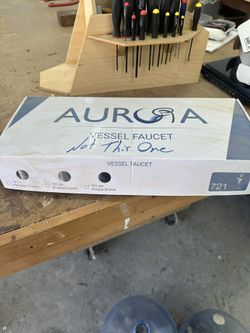 AURORA
VESSEL FAUCET
Not This One
VESSEL FAUCET
721